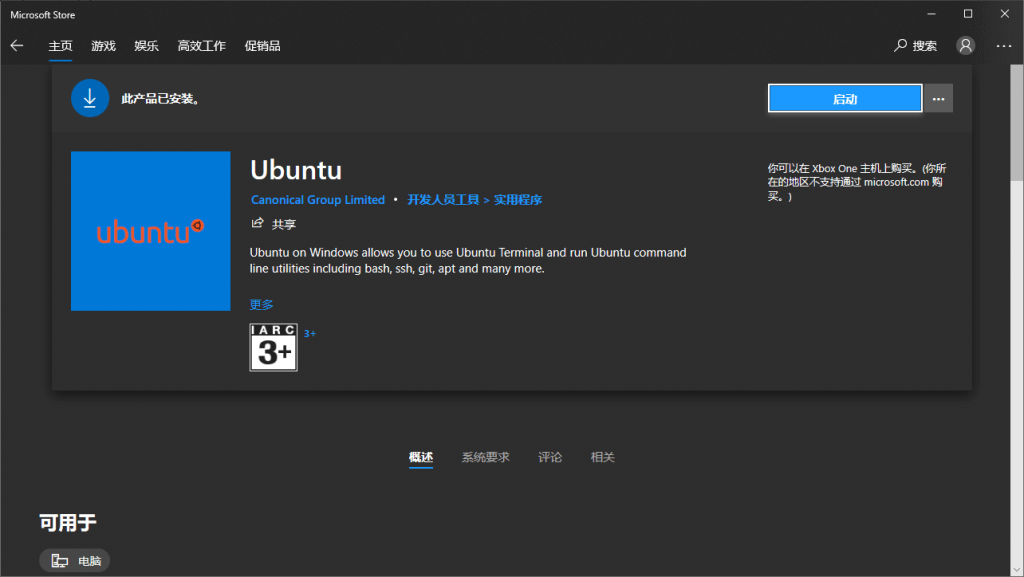 Microsoft Store
主页 游戏 娱乐 高效工作 促销品 搜索
此产品已安装。
启动
ubuntu
Ubuntu
Canonical Group Limited • 开发人员工具 > 实用程序
共享
Ubuntu on Windows allows you to use Ubuntu Terminal and run Ubuntu command
line utilities including bash, ssh, git, apt and many more.
更多
IARC
3+
3+
你可以在 Xbox One 主机上购买。(你所
在的地区不支持通过 microsoft.com 购
买。)
概述 系统要求 评论 相关
可用于
电脑